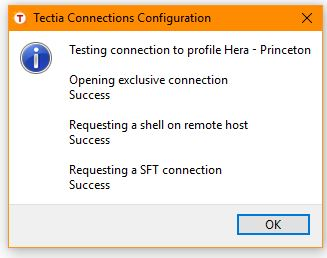 Tectia Connections Configuration
Testing connection to profile Hera - Princeton
Opening exclusive connection
Success
Requesting a shell on remote host
Success
Requesting a SFT connection
Success
OK